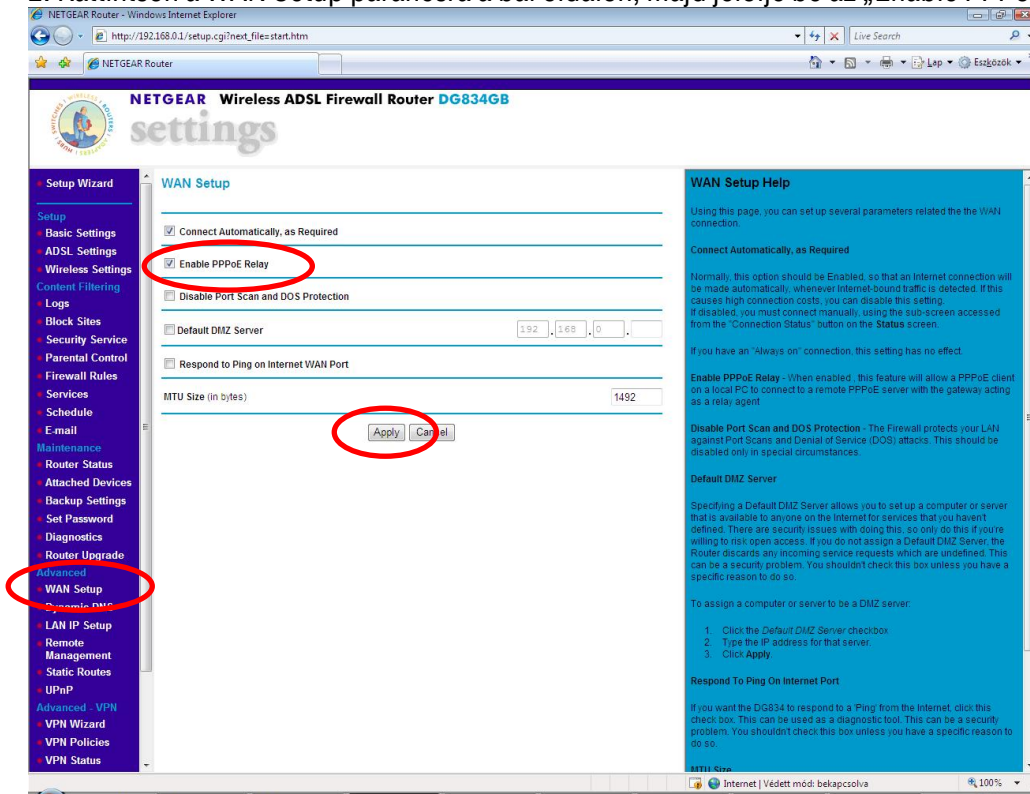 2. Kattintson a WAN Setup parancsra a bal oldalon, majd jelölje be az „Enable PPPoE
NETGEAR Router - Windows Internet Explorer
http://192.168.0.1/setup.cgi?next_file=start.htm
Live Search
NETGEAR Router
Lap
Eszközök
NETGEAR Wireless ADSL Firewall Router DG834GB
settings
Setup Wizard
Setup
Basic Settings
ADSL Settings
Wireless Settings
Content Filtering
Logs
Block Sites
Security Service
Parental Control
Firewall Rules
Services
Schedule
E-mail
Maintenance
Router Status
Attached Devices
Backup Settings
Set Password
Diagnostics
Router Upgrade
Advanced
WAN Setup
Dynamic DNS
LAN IP Setup
Remote
Management
Static Routes
UPnP
Advanced - VPN
VPN Wizard
VPN Policies
VPN Status
WAN Setup
Connect Automatically, as Required
Enable PPPoE Relay
Disable Port Scan and DOS Protection
Default DMZ Server 192 . 168 . 0 .
Respond to Ping on Internet WAN Port
MTU Size (in bytes) 1492
Apply Cancel
WAN Setup Help
Using this page, you can set up several parameters related the the WAN
connection.
Connect Automatically, as Required
Normally, this option should be Enabled, so that an Internet connection will
be made automatically, whenever Internet-bound traffic is detected. If this
causes high connection costs, you can disable this setting.
If disabled, you must connect manually, using the sub-screen accessed
from the "Connection Status" button on the Status screen.
If you have an "Always on" connection, this setting has no effect.
Enable PPPoE Relay - When enabled , this feature will allow a PPPoE client
on a local PC to connect to a remote PPPoE server with the gateway acting
as a relay agent
Disable Port Scan and DOS Protection - The Firewall protects your LAN
against Port Scans and Denial of Service (DOS) attacks. This should be
disabled only in special circumstances.
Default DMZ Server
Specifying a Default DMZ Server allows you to set up a computer or server
that is available to anyone on the Internet for services that you haven't
defined. There are security issues with doing this, so only do this if you're
willing to risk open access. If you do not assign a Default DMZ Server, the
Router discards any incoming service requests which are undefined. This
can be a security problem. You shouldn't check this box unless you have a
specific reason to do so.
To assign a computer or server to be a DMZ server:
1. Click the Default DMZ Server checkbox.
2. Type the IP address for that server.
3. Click Apply.
Respond To Ping On Internet Port
If you want the DG834 to respond to a 'Ping' from the Internet, click this
check box. This can be used as a diagnostic tool. This can be a security
problem. You shouldn't check this box unless you have a specific reason to
do so.
MTU Size
Internet | Védett mód: bekapcsolva
100%